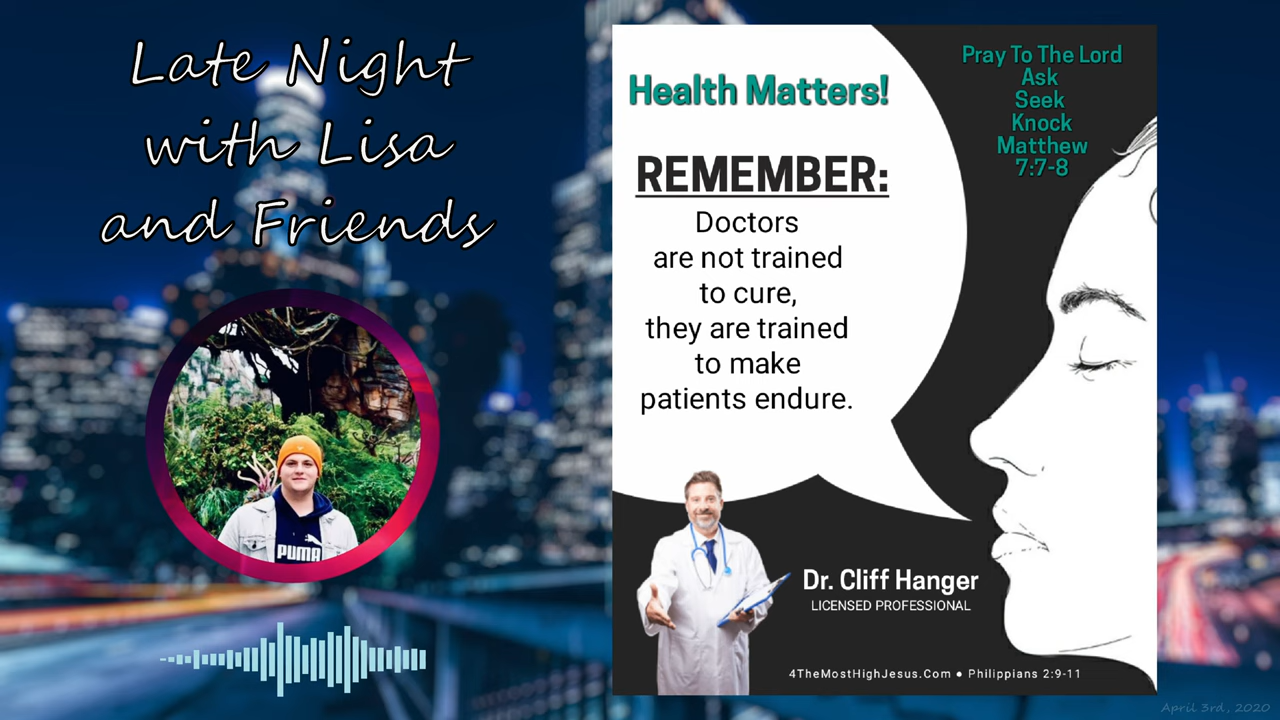 Late Night
with Lisa
and Friends
PUMA
Health Matters!
REMEMBER:
Doctors
are not trained
to cure,
they are trained
to make
patients endure.
Pray To The Lord
Ask
Seek
Knock
Matthew
7:7-8
Dr. Cliff Hanger
LICENSED PROFESSIONAL
4TheMostHighJesus.Com ● Philippians 2:9-11
April 3rd, 2020